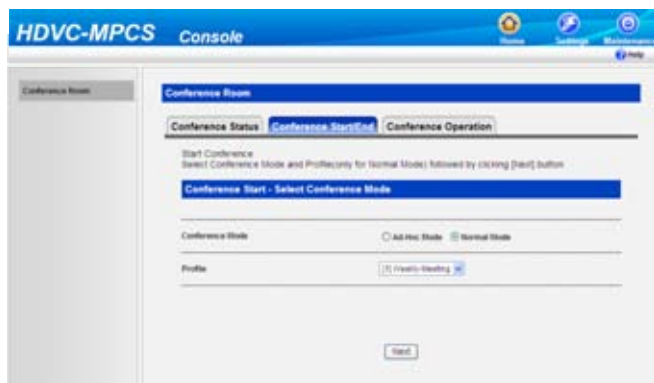 HDVC-MPCS Console
Home Settings Maintenance
Help
Conference Room
Conference Room
Conference Status Conference Start/End Conference Operation
Start Conference
Select Conference Mode and Profile(only for Normal Mode) followed by clicking [Next] button
Conference Start - Select Conference Mode
Conference Mode Ad-Hoc Mode Normal Mode
Profile Weekly-Meeting
Next